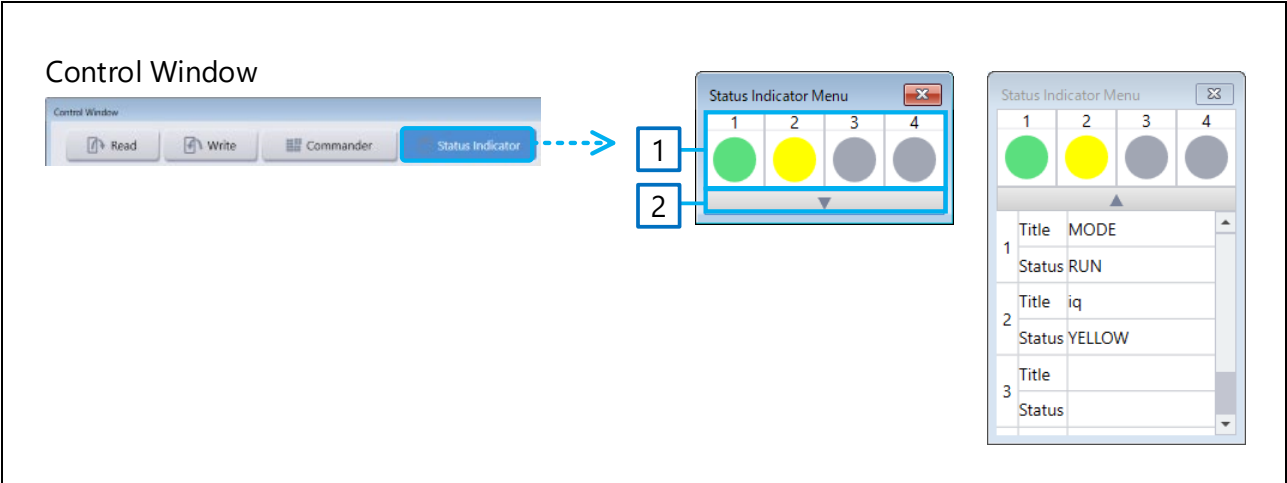 Control Window
Control Window
Read Write Commander Status Indicator
1
2
Status Indicator Menu
1 2 3 4
Status Indicator Menu
1 2 3 4
1 Title MODE
Status RUN
2 Title iq
Status YELLOW
3 Title
Status